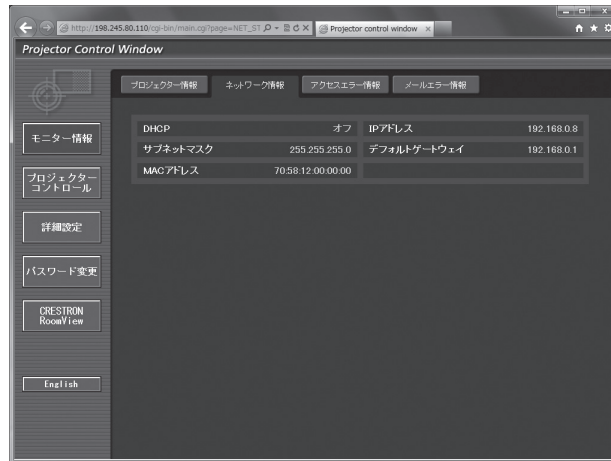 http://198.245.80.110/cgi-bin/main.cgi?page=NET_ST
Projector control window
Projector Control Window
プロジェクター情報
ネットワーク情報
アクセスエラー情報
メールエラー情報
モニター情報
プロジェクター
コントロール
詳細設定
パスワード変更
CRESTRON
RoomView
English
DHCP オフ
IPアドレス 192.168.0.8
サブネットマスク 255.255.255.0
デフォルトゲートウェイ 192.168.0.1
MACアドレス 70:58:12:00:00:00